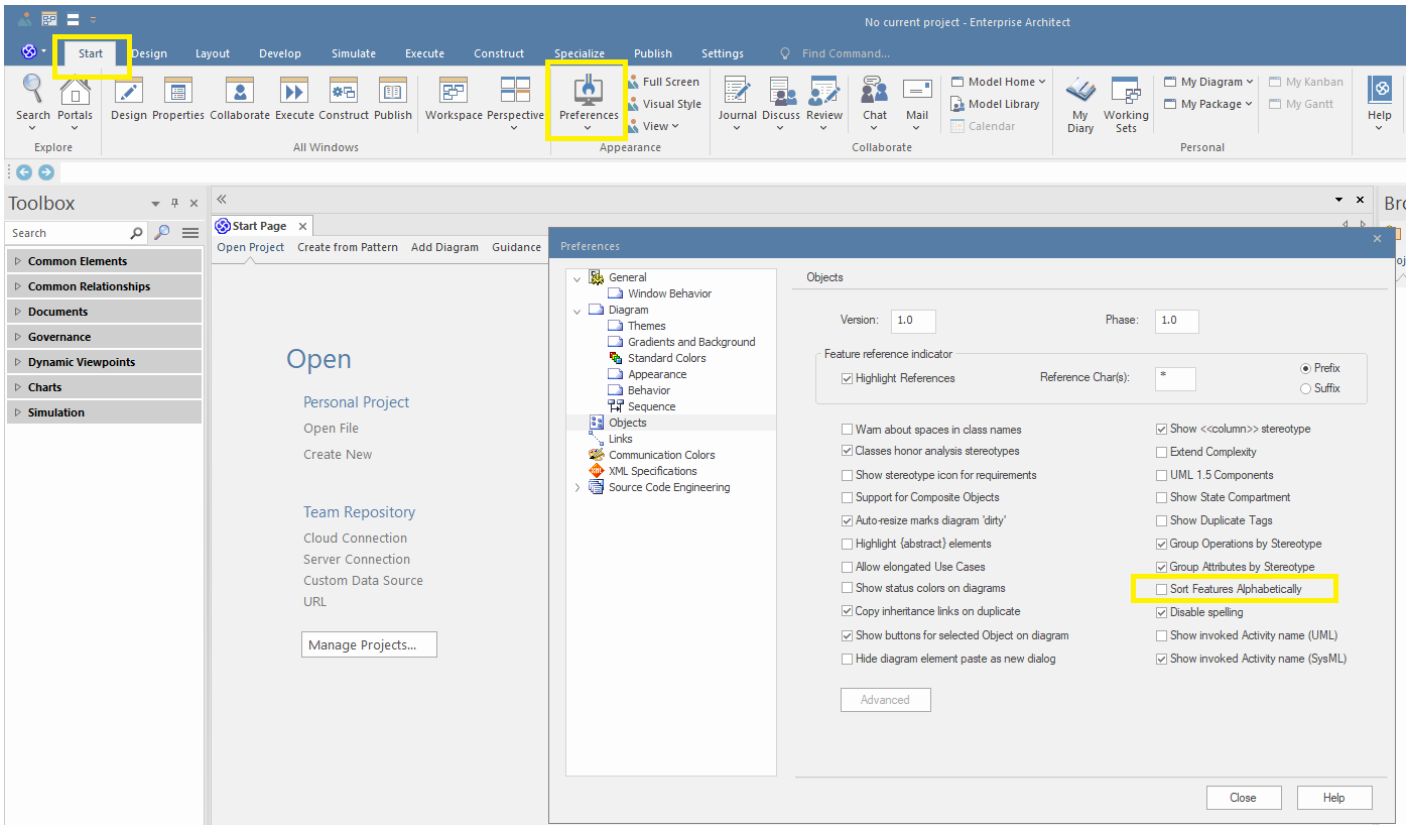 No current project - Enterprise Architect
Start Design Layout Develop Simulate Execute Construct Specialize Publish Settings Find Command...
Search Portals Design Properties Collaborate Execute Construct Publish Workspace Perspective Preferences Full Screen Visual Style View Journal Discuss Review Chat Mail Model Home Model Library Calendar My Diary Working Sets My Diagram My Package My Kanban My Gantt Help
Explore All Windows Appearance Collaborate Personal
Toolbox
Search
Common Elements
Common Relationships
Documents
Governance
Dynamic Viewpoints
Charts
Simulation
Start Page
Open Project Create from Pattern Add Diagram Guidance
Open
Personal Project
Open File
Create New
Team Repository
Cloud Connection
Server Connection
Custom Data Source
URL
Manage Projects...
Preferences
General
Window Behavior
Diagram
Themes
Gradients and Background
Standard Colors
Appearance
Behavior
Sequence
Objects
Links
Communication Colors
XML Specifications
Source Code Engineering
Objects
Version: 1.0 Phase: 1.0
Feature reference indicator
Highlight References Reference Char(s): * Prefix
Suffix
Warn about spaces in class names Show <<column>> stereotype
Classes honor analysis stereotypes Extend Complexity
Show stereotype icon for requirements UML 1.5 Components
Support for Composite Objects Show State Compartment
Auto-resize marks diagram 'dirty' Show Duplicate Tags
Highlight {abstract} elements Group Operations by Stereotype
Allow elongated Use Cases Group Attributes by Stereotype
Show status colors on diagrams Sort Features Alphabetically
Copy inheritance links on duplicate Disable spelling
Show buttons for selected Object on diagram Show invoked Activity name (UML)
Hide diagram element paste as new dialog Show invoked Activity name (SysML)
Advanced
Close Help